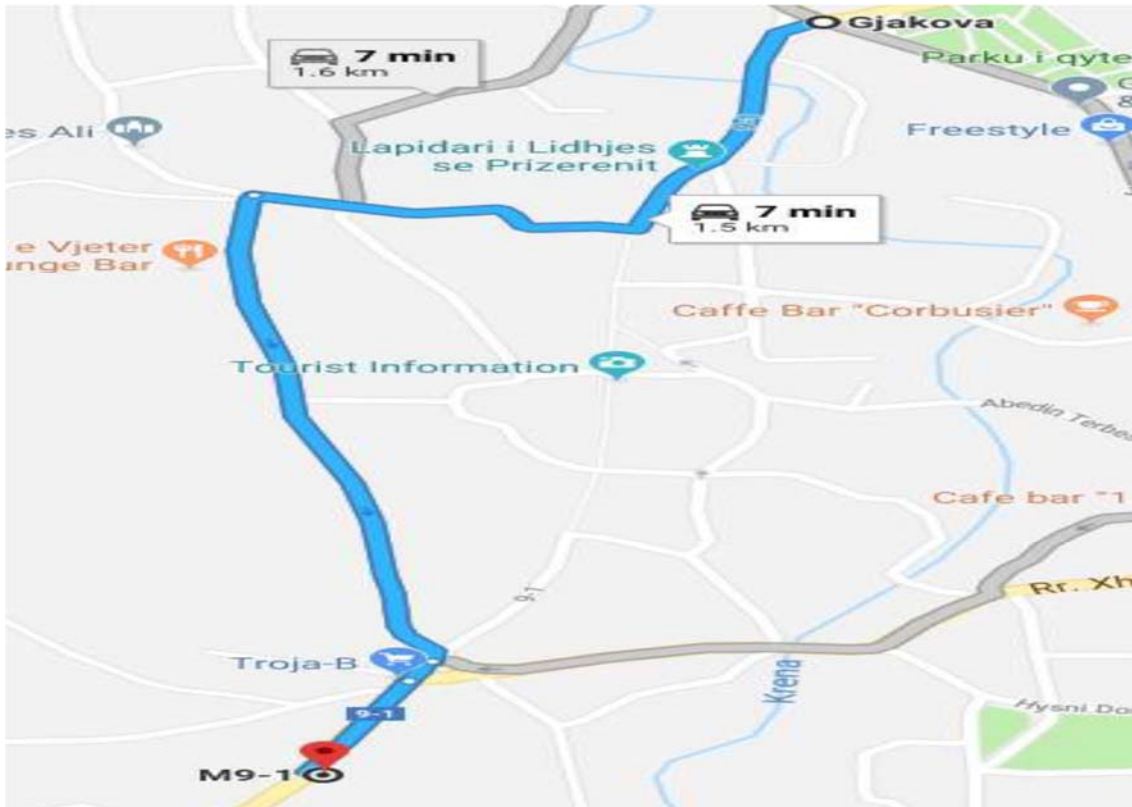 Gjakova
7 min
1.6 km
Parku i qyte
G
&
es Ali
Freestyle
Lapidari i Lidhjes
se Prizerenit
7 min
1.5 km
e Vjeter
unge Bar
Caffe Bar "Corbusier"
Tourist Information
Abedin Terbes
Cafe bar "1
9-1
Rr. Xh
Troja-B
Krena
Hysni Do
9-1
M9-1